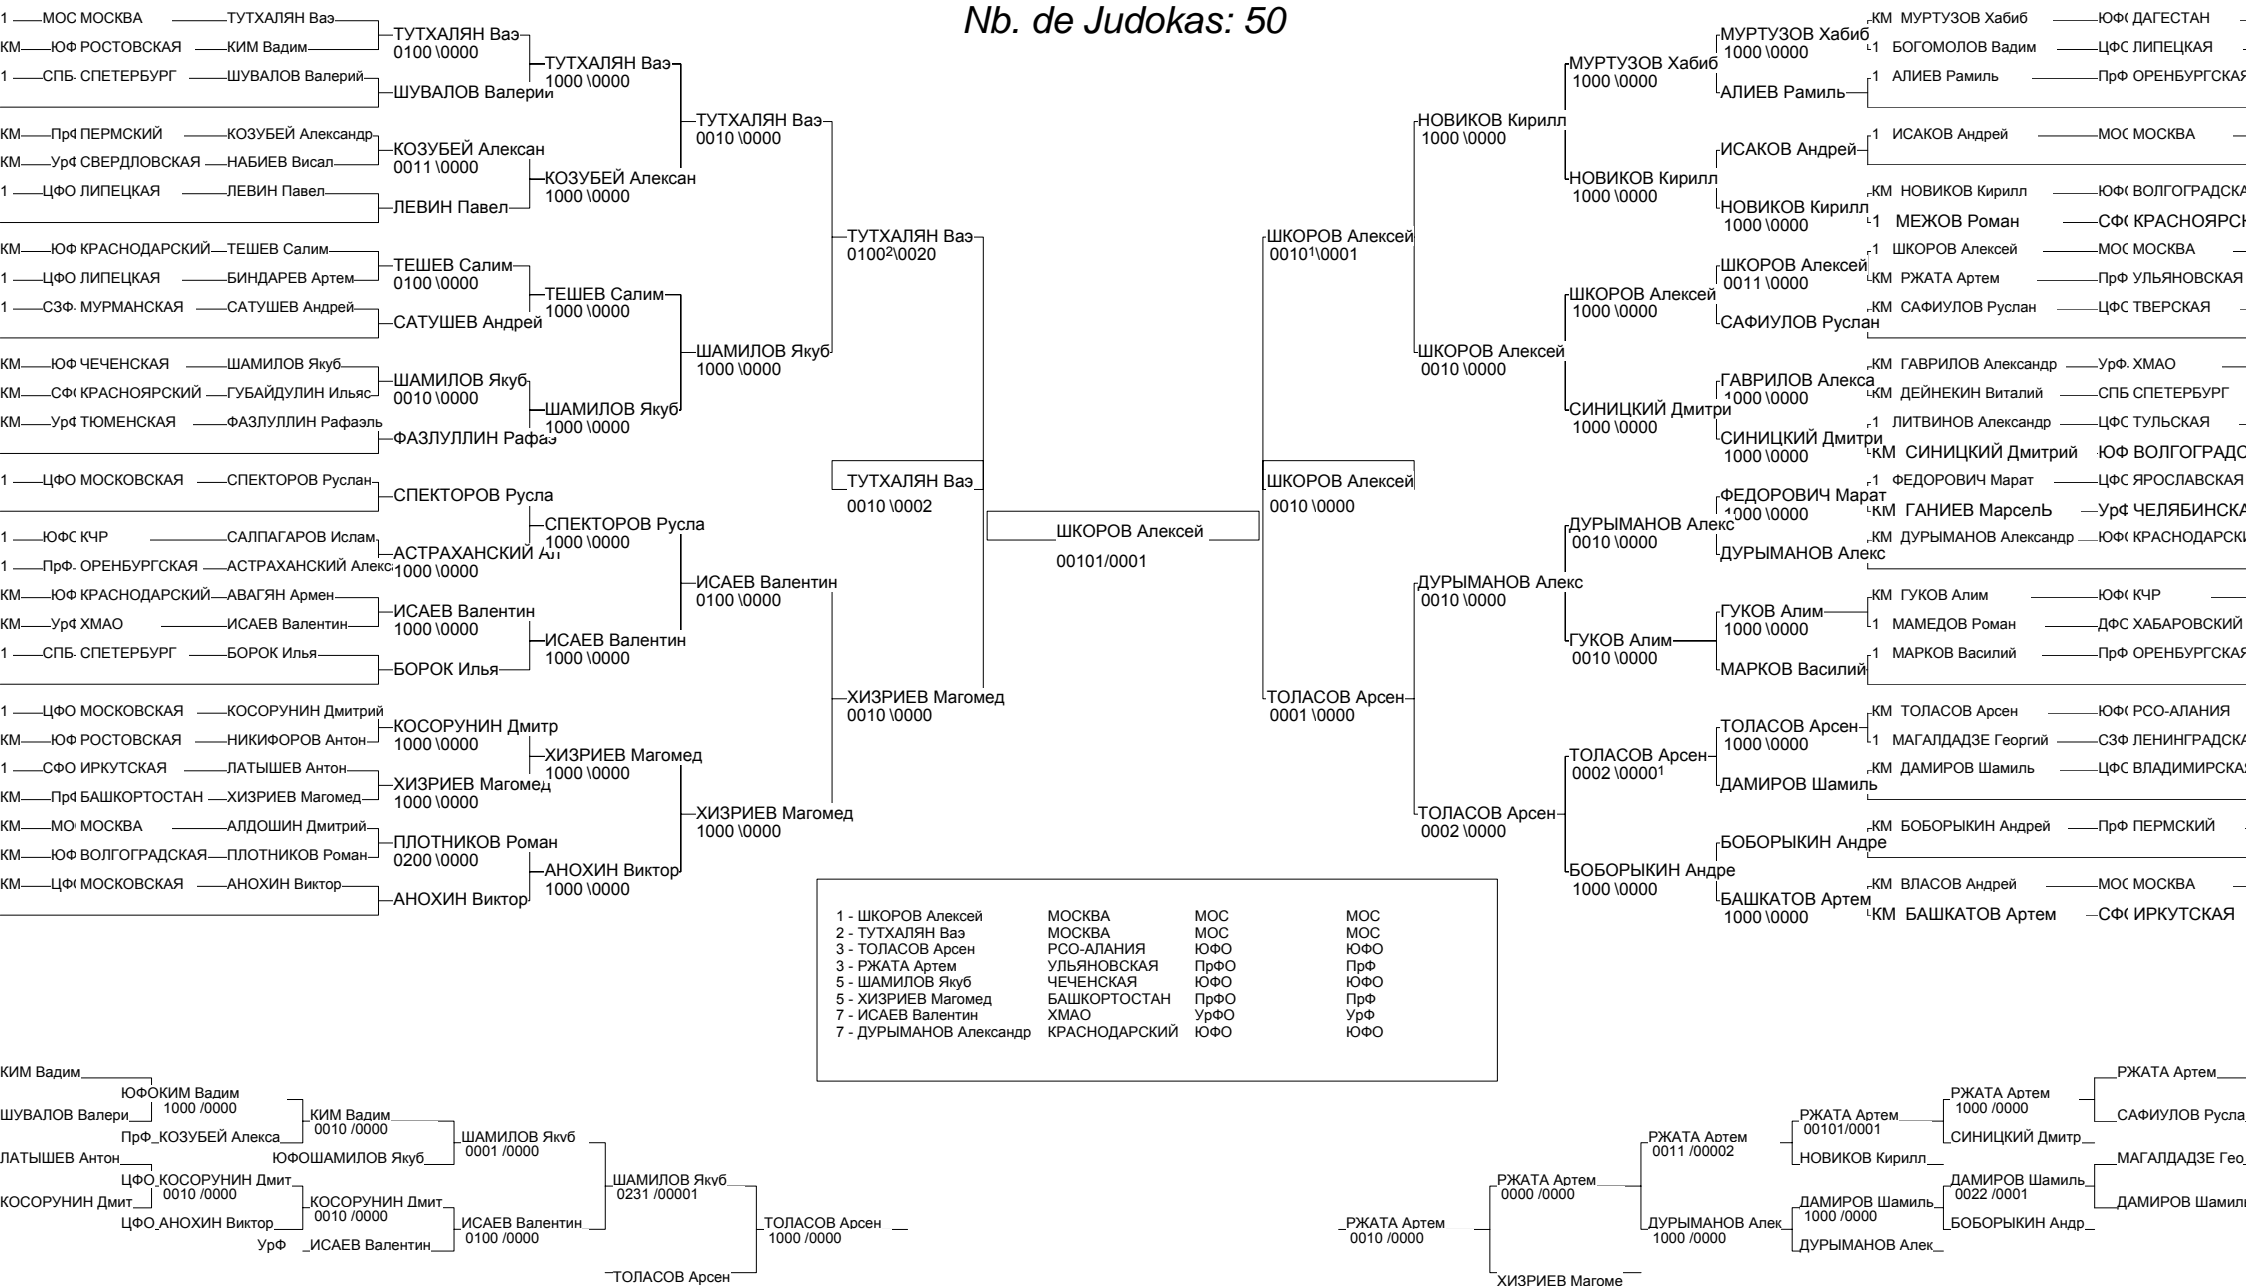 Nb. de Judokas: 50
1 МОС МОСКВА ТУТХАЛЯН Ваэ
КМ ЮФ РОСТОВСКАЯ КИМ Вадим
1 СПБ СПЕТЕРБУРГ ШУВАЛОВ Валерий
КМ ПрФ ПЕРМСКИЙ КОЗУБЕЙ Александр
КМ УрФ СВЕРДЛОВСКАЯ НАБИЕВ Висал
1 ЦФО ЛИПЕЦКАЯ ЛЕВИН Павел
КМ ЮФ КРАСНОДАРСКИЙ ТЕШЕВ Салим
1 ЦФО ЛИПЕЦКАЯ БИНДАРЕВ Артем
1 СЗФ МУРМАНСКАЯ САТУШЕВ Андрей
КМ ЮФ ЧЕЧЕНСКАЯ ШАМИЛОВ Якуб
КМ СФ КРАСНОЯРСКИЙ ГУБАЙДУЛИН Ильяс
КМ УрФ ТЮМЕНСКАЯ ФАЗЛУЛЛИН Рафаэль
1 ЦФО МОСКОВСКАЯ СПЕКТОРОВ Руслан
1 ЮФС КЧР САЛПАГАРОВ Ислам
1 ПрФ ОРЕНБУРГСКАЯ АСТРАХАНСКИЙ Алекс
КМ ЮФ КРАСНОДАРСКИЙ АВАГЯН Армен
КМ УрФ ХМАО ИСАЕВ Валентин
1 СПБ СПЕТЕРБУРГ БОРОК Илья
1 ЦФО МОСКОВСКАЯ КОСОРУНИН Дмитрий
КМ ЮФ РОСТОВСКАЯ НИКИФОРОВ Антон
1 СФО ИРКУТСКАЯ ЛАТЫШЕВ Антон
КМ ПрФ БАШКОРТОСТАН ХИЗРИЕВ Магомед
КМ МО МОСКВА АЛДОШИН Дмитрий
КМ ЮФ ВОЛГОГРАДСКАЯ ПЛОТНИКОВ Роман
КМ ЦФ МОСКОВСКАЯ АНОХИН Виктор
ТУТХАЛЯН Ваэ
0100 \0000
ШУВАЛОВ Валерий
КОЗУБЕЙ Алексан
0011 \0000
ЛЕВИН Павел
ТЕШЕВ Салим
0100 \0000
САТУШЕВ Андрей
ШАМИЛОВ Якуб
0010 \0000
ФАЗЛУЛЛИН Рафаэ
СПЕКТОРОВ Русла
АСТРАХАНСКИЙ Ал
1000 \0000
ИСАЕВ Валентин
1000 \0000
БОРОК Илья
КОСОРУНИН Дмитр
1000 \0000
ХИЗРИЕВ Магомед
1000 \0000
ПЛОТНИКОВ Роман
0200 \0000
АНОХИН Виктор
ТУТХАЛЯН Ваэ
1000 \0000
КОЗУБЕЙ Алексан
1000 \0000
ТЕШЕВ Салим
1000 \0000
ШАМИЛОВ Якуб
1000 \0000
СПЕКТОРОВ Русла
1000 \0000
ИСАЕВ Валентин
1000 \0000
ХИЗРИЕВ Магомед
1000 \0000
АНОХИН Виктор
1000 \0000
ТУТХАЛЯН Ваэ
0010 \0000
ШАМИЛОВ Якуб
1000 \0000
ИСАЕВ Валентин
0100 \0000
ХИЗРИЕВ Магомед
1000 \0000
ТУТХАЛЯН Ваэ
0100²\0020
ТУТХАЛЯН Ваэ
0010 \0002
ХИЗРИЕВ Магомед
0010 \0000
ШКОРОВ Алексей
00101/0001
ШКОРОВ Алексей
0010¹\0001
ШКОРОВ Алексей
0010 \0000
ТОЛАСОВ Арсен
0001 \0000
НОВИКОВ Кирилл
1000 \0000
ШКОРОВ Алексей
0010 \0000
ДУРЫМАНОВ Алекс
0010 \0000
ТОЛАСОВ Арсен
0002 \0000
МУРТУЗОВ Хабиб
1000 \0000
НОВИКОВ Кирилл
1000 \0000
ШКОРОВ Алексей
1000 \0000
СИНИЦКИЙ Дмитри
1000 \0000
ДУРЫМАНОВ Алекс
0010 \0000
ГУКОВ Алим
0010 \0000
ТОЛАСОВ Арсен
0002 \0000¹
БОБОРЫКИН Андре
1000 \0000
МУРТУЗОВ Хабиб
1000 \0000
АЛИЕВ Рамиль
ИСАКОВ Андрей
НОВИКОВ Кирилл
1000 \0000
ШКОРОВ Алексей
0011 \0000
САФИУЛОВ Руслан
ГАВРИЛОВ Алекса
1000 \0000
СИНИЦКИЙ Дмитри
1000 \0000
ФЕДОРОВИЧ Марат
1000 \0000
ДУРЫМАНОВ Алекс
ГУКОВ Алим
1000 \0000
МАРКОВ Василий
ТОЛАСОВ Арсен
1000 \0000
ДАМИРОВ Шамиль
БОБОРЫКИН Андре
БАШКАТОВ Артем
1000 \0000
КМ МУРТУЗОВ Хабиб ЮФ ДАГЕСТАН
1 БОГОМОЛОВ Вадим ЦФС ЛИПЕЦКАЯ
1 АЛИЕВ Рамиль ПрФ ОРЕНБУРГСКАЯ
1 ИСАКОВ Андрей МОС МОСКВА
КМ НОВИКОВ Кирилл ЮФ ВОЛГОГРАДСКА
1 МЕЖОВ Роман СФ КРАСНОЯРСК
1 ШКОРОВ Алексей МОС МОСКВА
КМ РЖАТА Артем ПрФ УЛЬЯНОВСКАЯ
КМ САФИУЛОВ Руслан ЦФС ТВЕРСКАЯ
КМ ГАВРИЛОВ Александр УрФ ХМАО
КМ ДЕЙНЕКИН Виталий СПБ СПЕТЕРБУРГ
1 ЛИТВИНОВ Александр ЦФС ТУЛЬСКАЯ
КМ СИНИЦКИЙ Дмитрий ЮФ ВОЛГОГРАДС
1 ФЕДОРОВИЧ Марат ЦФС ЯРОСЛАВСКАЯ
КМ ГАНИЕВ МарселЬ УрФ ЧЕЛЯБИНСКА
КМ ДУРЫМАНОВ Александр ЮФ КРАСНОДАРСКИ
КМ ГУКОВ Алим ЮФ КЧР
1 МАМЕДОВ Роман ДФС ХАБАРОВСКИЙ
1 МАРКОВ Василий ПрФ ОРЕНБУРГСКАЯ
КМ ТОЛАСОВ Арсен ЮФ РСО-АЛАНИЯ
1 МАГАЛДАДЗЕ Георгий СЗФ ЛЕНИНГРАДСКА
КМ ДАМИРОВ Шамиль ЦФС ВЛАДИМИРСКАЯ
КМ БОБОРЫКИН Андрей ПрФ ПЕРМСКИЙ
КМ ВЛАСОВ Андрей МОС МОСКВА
КМ БАШКАТОВ Артем СФ ИРКУТСКАЯ
1 - ШКОРОВ Алексей МОСКВА МОС МОС
2 - ТУТХАЛЯН Ваэ МОСКВА МОС МОС
3 - ТОЛАСОВ Арсен РСО-АЛАНИЯ ЮФО ЮФО
3 - РЖАТА Артем УЛЬЯНОВСКАЯ ПрФО ПрФ
5 - ШАМИЛОВ Якуб ЧЕЧЕНСКАЯ ЮФО ЮФО
5 - ХИЗРИЕВ Магомед БАШКОРТОСТАН ПрФО ПрФ
7 - ИСАЕВ Валентин ХМАО УрФО УрФ
7 - ДУРЫМАНОВ Александр КРАСНОДАРСКИЙ ЮФО ЮФО
КИМ Вадим
ШУВАЛОВ Валери
ЛАТЫШЕВ Антон
КОСОРУНИН Дмит
ЮФОКИМ Вадим
1000 /0000
ПрФ КОЗУБЕЙ Алекса
ЦФО КОСОРУНИН Дмит
0010 /0000
ЦФО АНОХИН Виктор
КИМ Вадим
0010 /0000
ЮФОШАМИЛОВ Якуб
КОСОРУНИН Дмит
0010 /0000
УрФ ИСАЕВ Валентин
ШАМИЛОВ Якуб
0001 /0000
ИСАЕВ Валентин
0100 /0000
ШАМИЛОВ Якуб
0231 /00001
ТОЛАСОВ Арсен
ТОЛАСОВ Арсен
1000 /0000
РЖАТА Артем
0010 /0000
РЖАТА Артем
0000 /0000
ХИЗРИЕВ Магоме
РЖАТА Артем
0011 /00002
ДУРЫМАНОВ Алек
1000 /0000
РЖАТА Артем
00101/0001
НОВИКОВ Кирилл
ДАМИРОВ Шамиль
1000 /0000
ДУРЫМАНОВ Алек
РЖАТА Артем
1000 /0000
СИНИЦКИЙ Дмитр
ДАМИРОВ Шамиль
0022 /0001
БОБОРЫКИН Андр
РЖАТА Артем
САФИУЛОВ Русла
МАГАЛДАДЗЕ Гео
ДАМИРОВ Шамиль